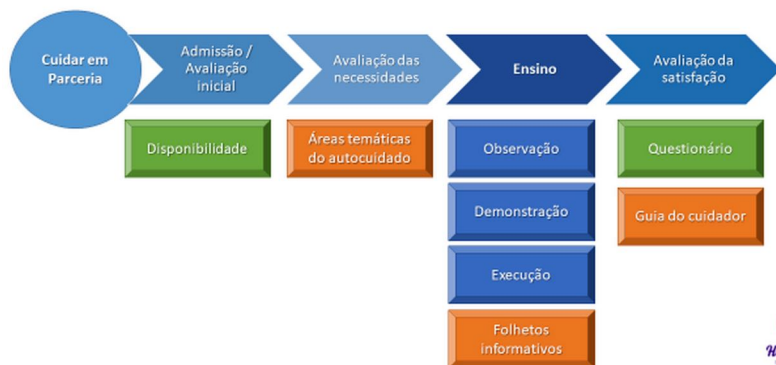 Cuidar em
Parceria
Admissão /
Avaliação
inicial
Avaliação das
necessidades
Ensino
Avaliação da
satisfação
Disponibilidade
Áreas temáticas
do autocuidado
Observação
Demonstração
Execução
Folhetos
informativos
Questionário
Guia do cuidador